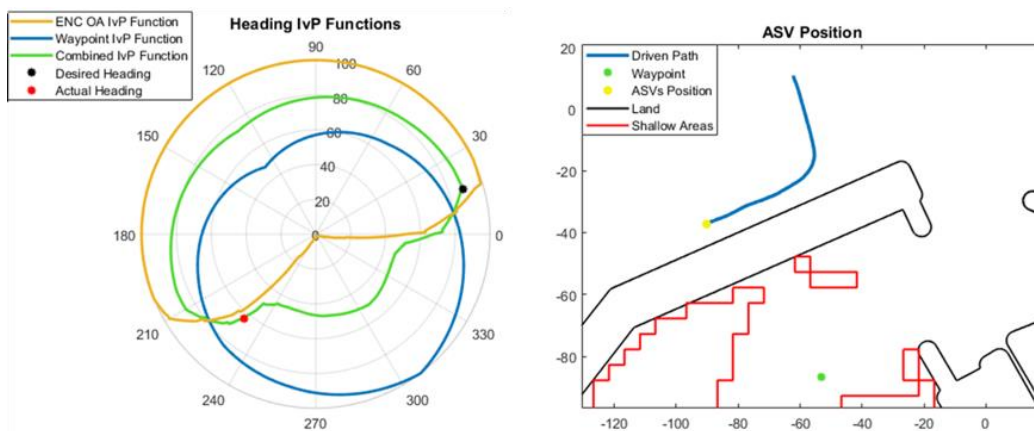 Heading IvP Functions
ENC OA IvP Function
Waypoint IvP Function
Combined IvP Function
Desired Heading
Actual Heading
90
120
60
150
30
180
0
210
330
240
300
270
100
80
60
40
20
0
ASV Position
Driven Path
Waypoint
ASVs Position
Land
Shallow Areas
20
0
-20
-40
-60
-80
-120
-100
-80
-60
-40
-20
0